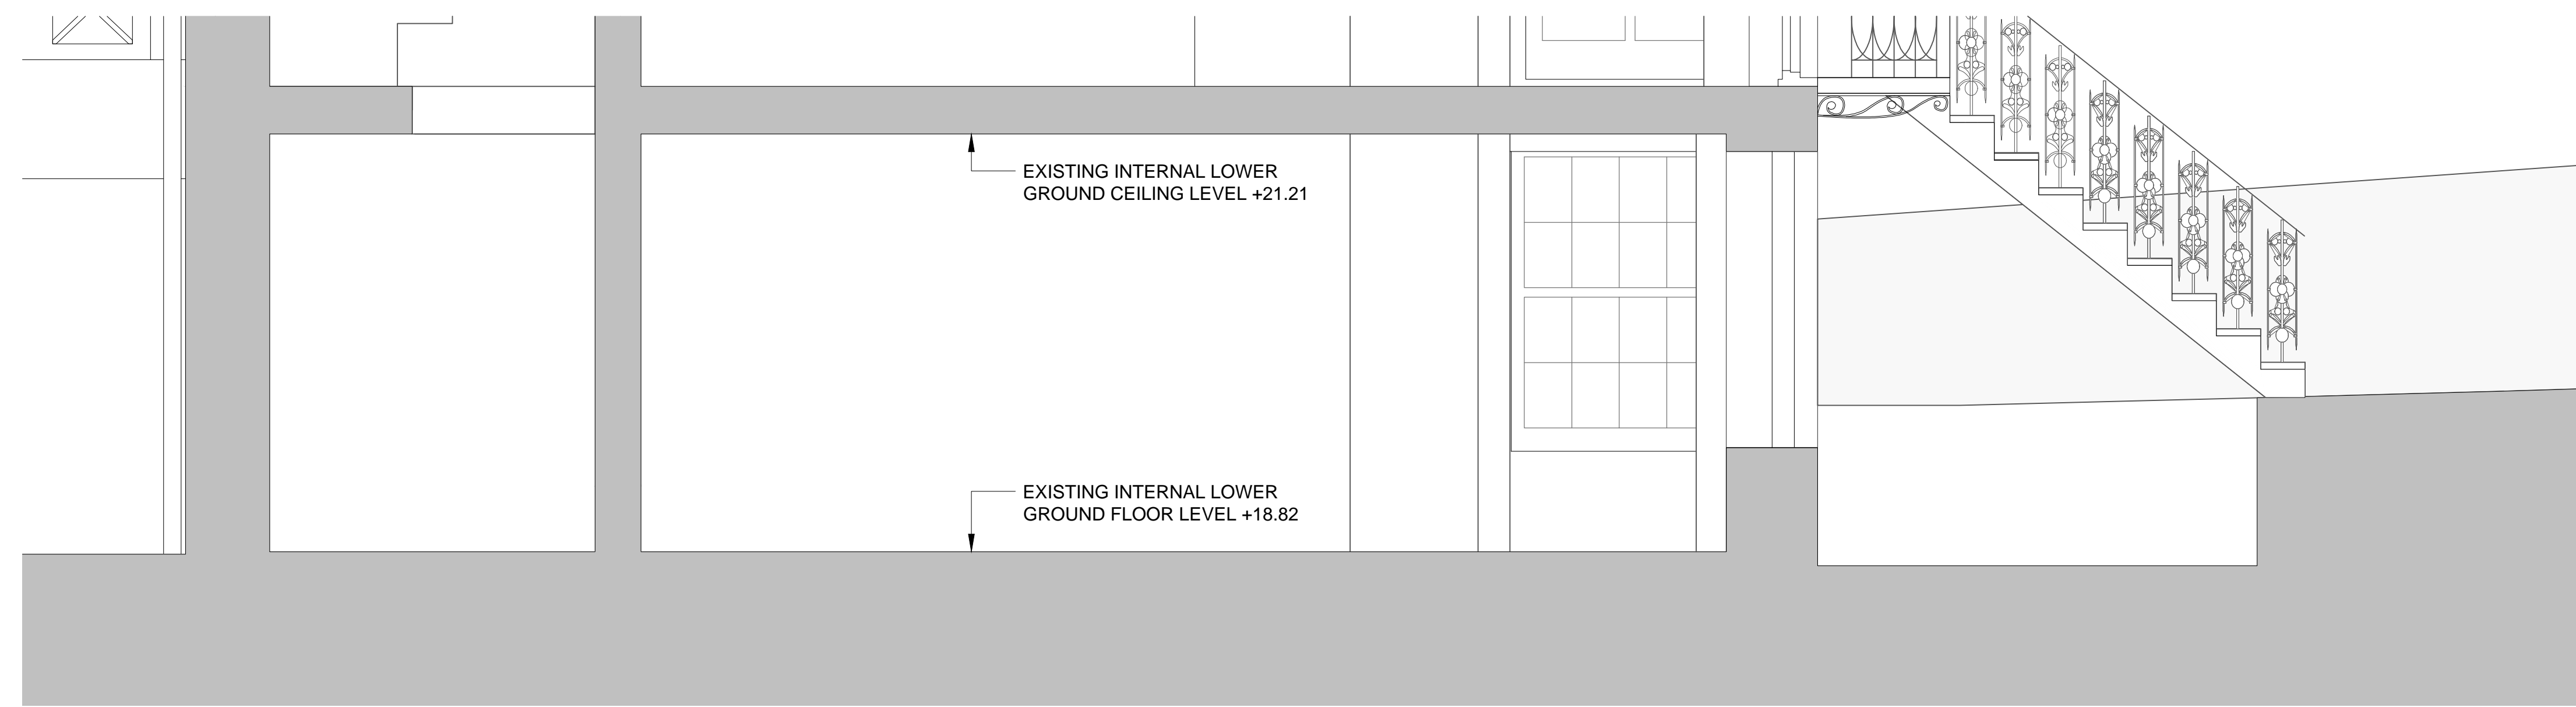 EXISTING INTERNAL LOWER
GROUND CEILING LEVEL +21.21
EXISTING INTERNAL LOWER
GROUND FLOOR LEVEL +18.82